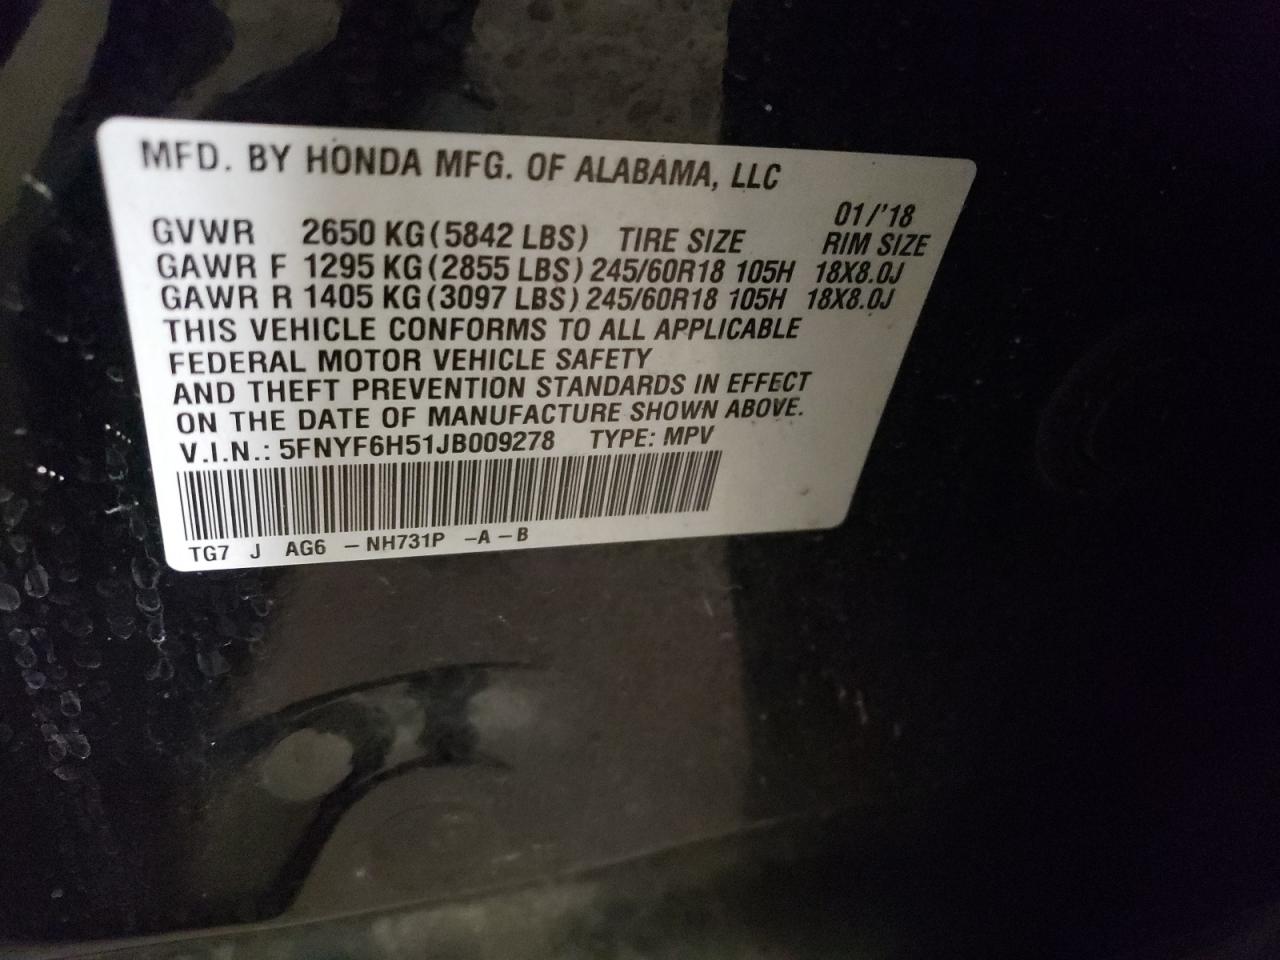 MFD. BY HONDA MFG. OF ALABAMA, LLC
01/'18
GVWR 2650 KG (5842 LBS) TIRE SIZE RIM SIZE
GAWR F 1295 KG (2855 LBS) 245/60R18 105H 18X8.0J
GAWR R 1405 KG (3097 LBS) 245/60R18 105H 18X8.0J
THIS VEHICLE CONFORMS TO ALL APPLICABLE
FEDERAL MOTOR VEHICLE SAFETY
AND THEFT PREVENTION STANDARDS IN EFFECT
ON THE DATE OF MANUFACTURE SHOWN ABOVE.
V.I.N.: 5FNYF6H51JB009278 TYPE: MPV
TG7 J AG6 – NH731P –A – B